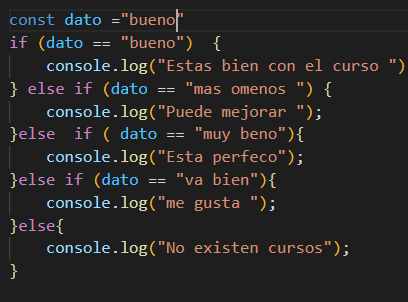 const dato ="bueno"
if (dato == "bueno")  {
    console.log("Estas bien con el curso ")
} else if (dato == "mas omenos ") {
    console.log("Puede mejorar ");
}else  if ( dato == "muy beno"){
    console.log("Esta perfeco");
}else if (dato == "va bien"){
    console.log("me gusta ");
}else{
    console.log("No existen cursos");
}